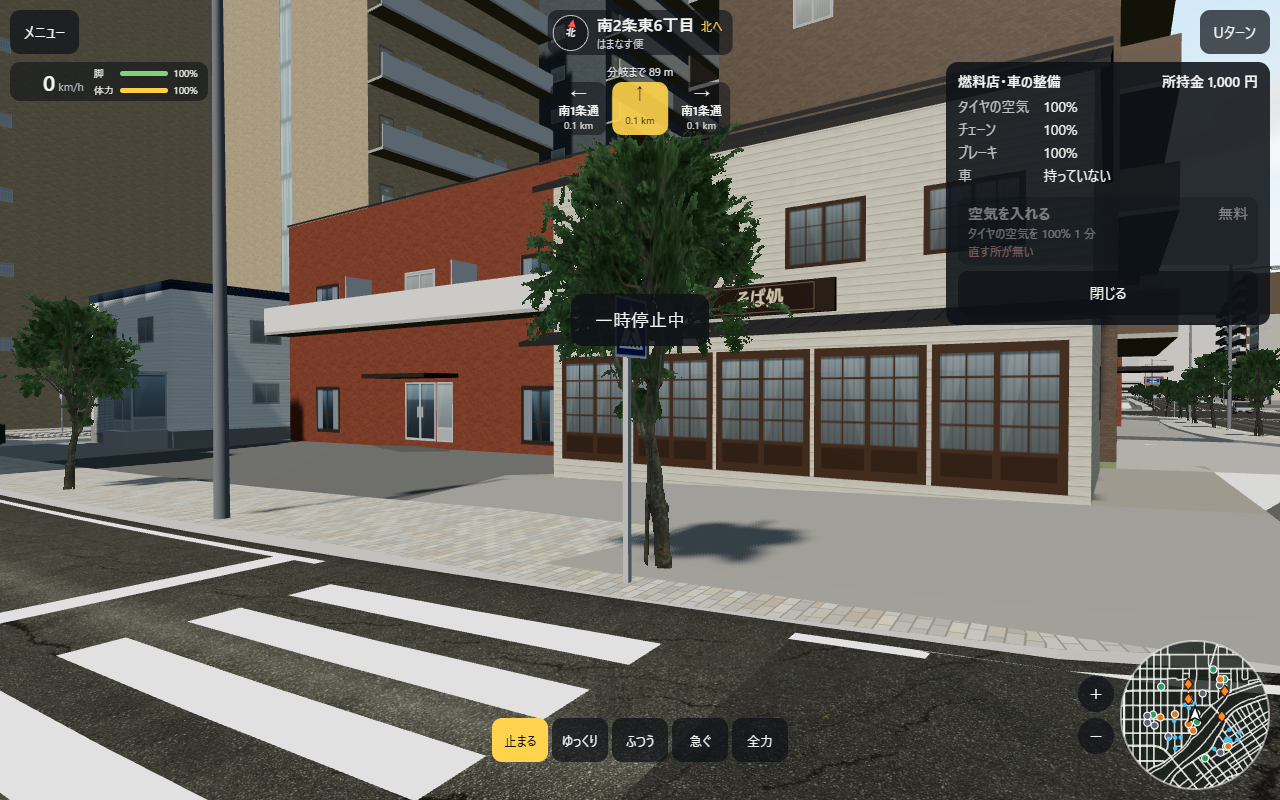 メニュー
0 km/h
脚 100%
体力 100%
北
南2条東6丁目 北へ
はまなす便
分岐まで 89 m
← ↑ →
南1条通 南1条通
0.1 km 0.1 km 0.1 km
Uターン
燃料店・車の整備 所持金 1,000 円
タイヤの空気 100%
チェーン 100%
ブレーキ 100%
車 持っていない
空気を入れる 無料
タイヤの空気を 100% 1 分
直す所が無い
閉じる
そば処
一時停止中
止まる ゆっくり ふつう 急ぐ 全力
+
−